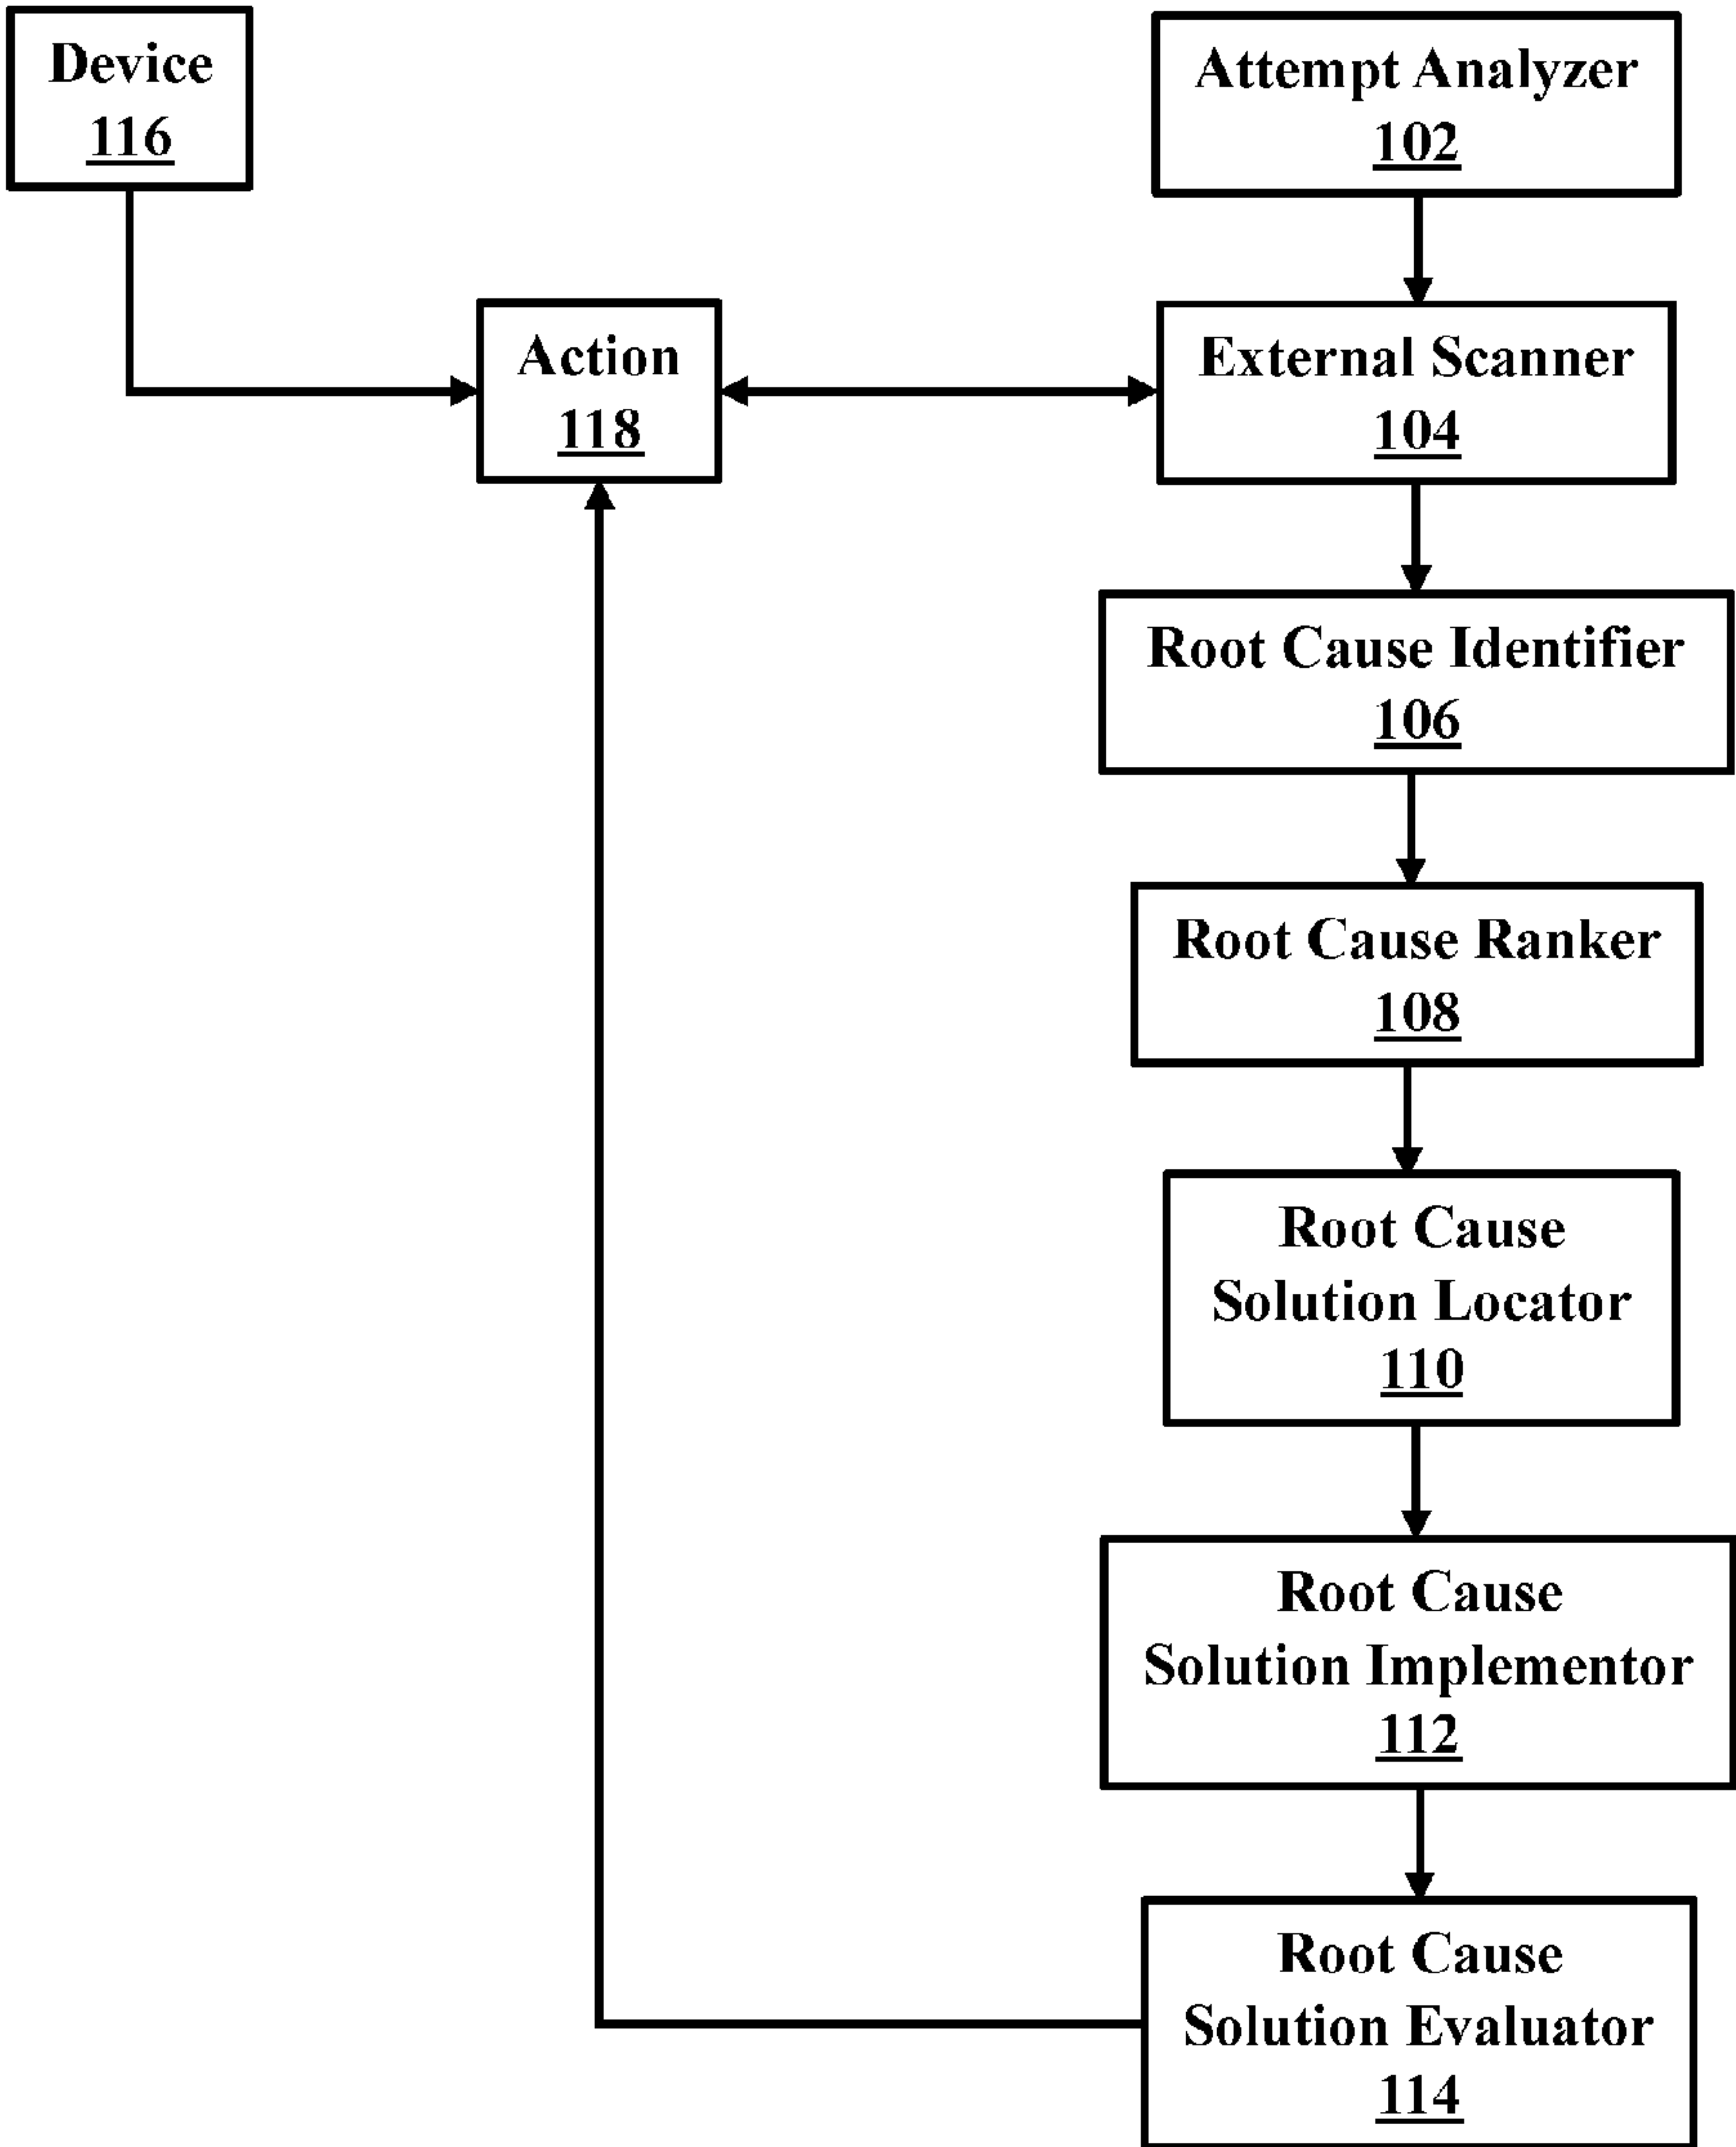 Device
116
Attempt Analyzer
102
Action
118
External Scanner
104
Root Cause Identifier
106
Root Cause Ranker
108
Root Cause
Solution Locator
110
Root Cause
Solution Implementor
112
Root Cause
Solution Evaluator
114